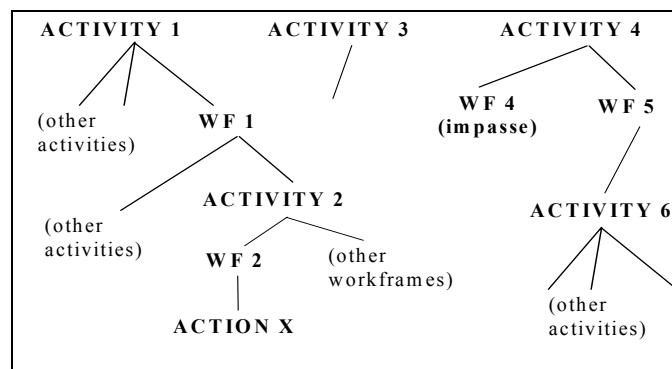 ACTIVITY 1
ACTIVITY 3
ACTIVITY 4
(other
activities)
WF 1
WF 4
(impasse)
WF 5
(other
activities)
ACTIVITY 2
ACTIVITY 6
WF 2
(other
workframes)
ACTION X
(other
activities)